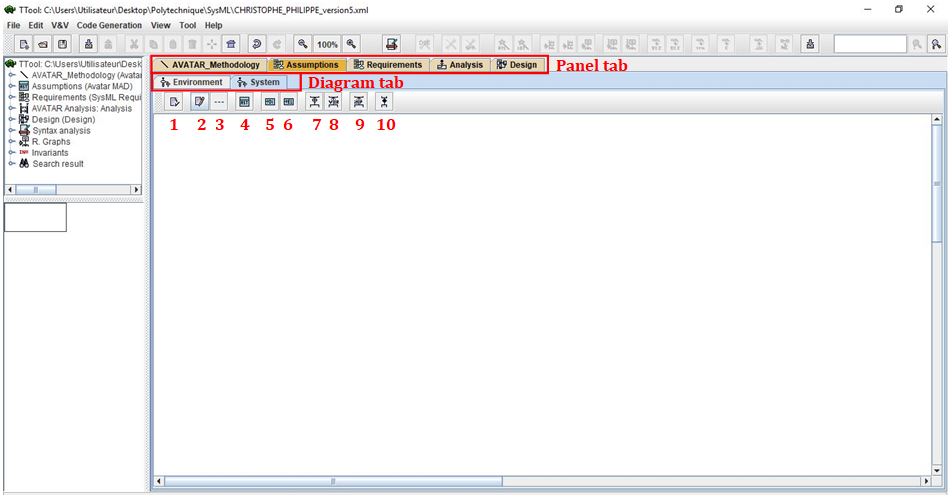 TTool: C:\Users\Utilisateur\Desktop\Polytechnique\SysML\CHRISTOPHE_PHILIPPE_version5.xml
File Edit V&V Code Generation View Tool Help
100%
TTool: C:\Users\Utilisateur\Desk
AVATAR_Methodology (Avatar
Assumptions (Avatar MAD)
Requirements (SysML Requi
AVATAR Analysis: Analysis
Design (Design)
Syntax analysis
R. Graphs
Invariants
Search result
AVATAR_Methodology Assumptions Requirements Analysis Design Panel tab
Environment System Diagram tab
1 2 3 4 5 6 7 8 9 10